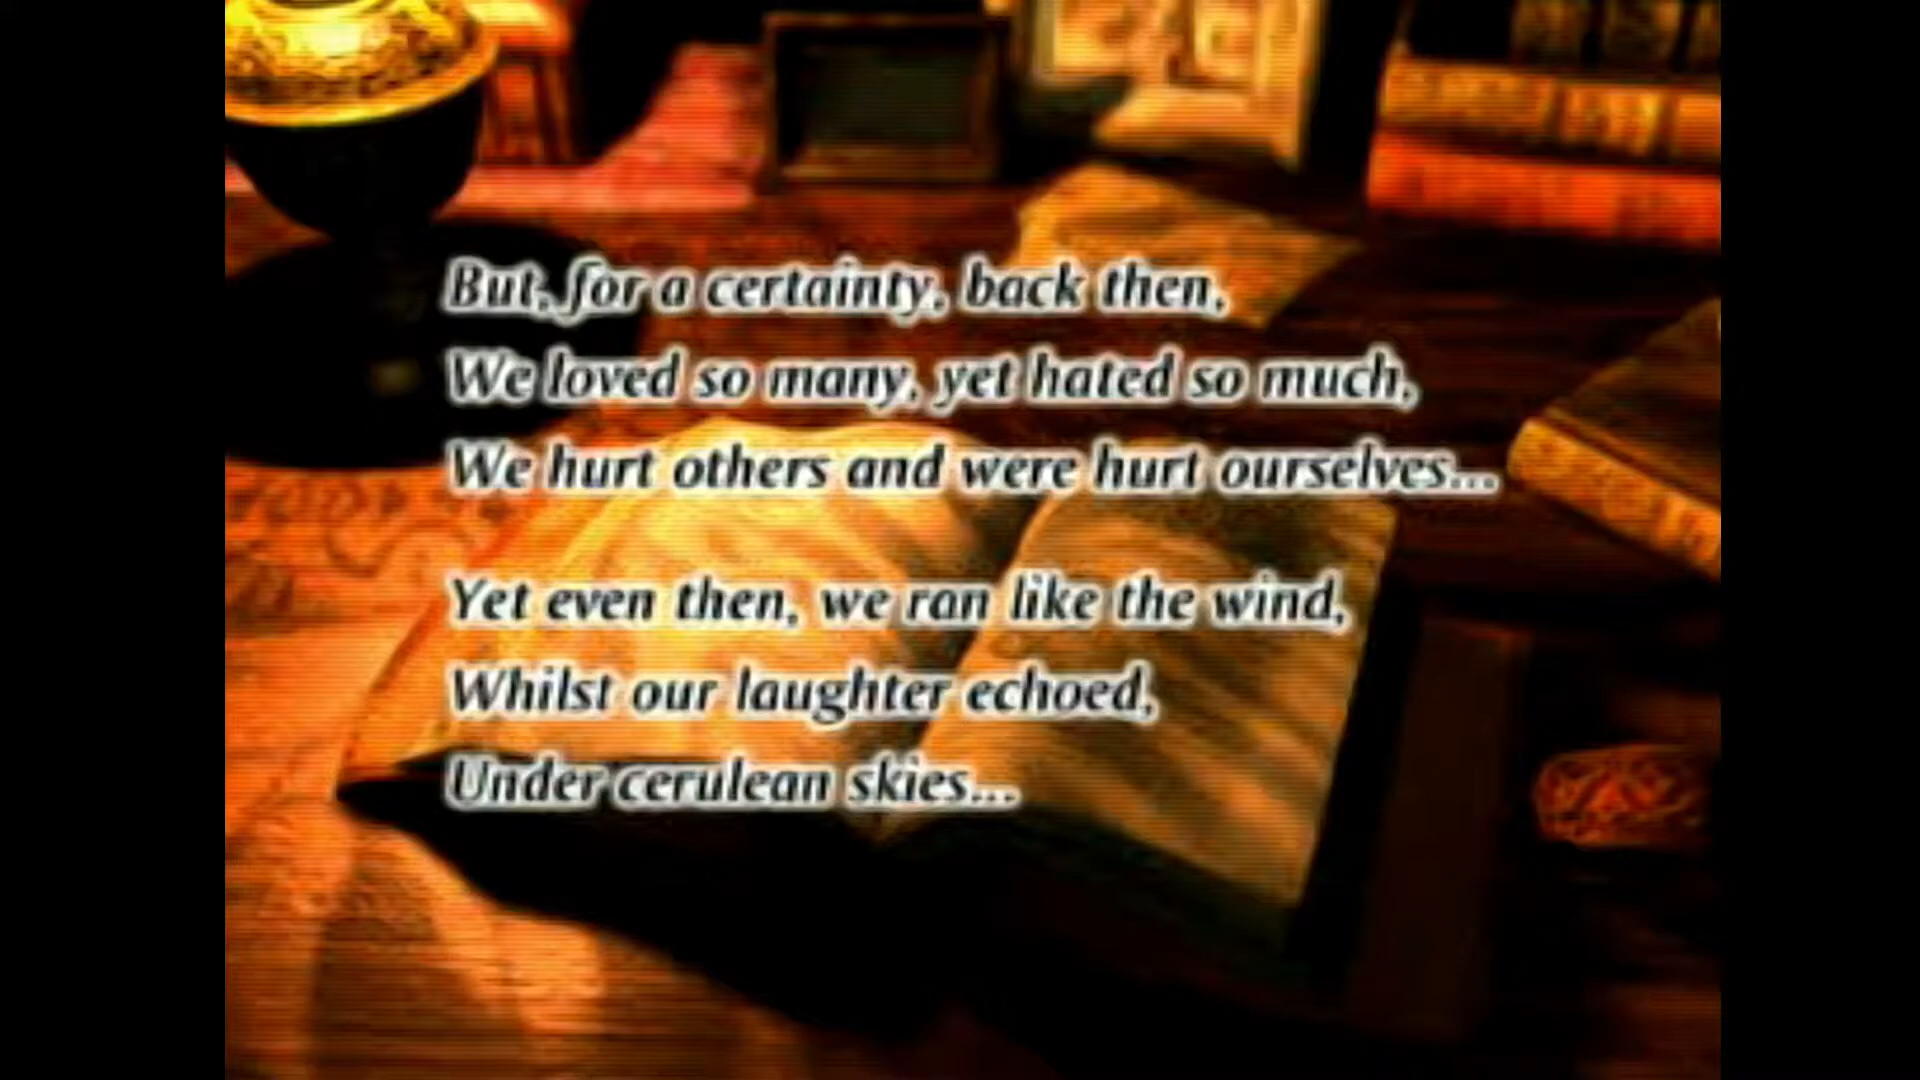 But, for a certainty, back then,
We loved so many, yet hated so much,
We hurt others and were hurt ourselves...
Yet even then, we ran like the wind,
Whilst our laughter echoed,
Under cerulean skies...